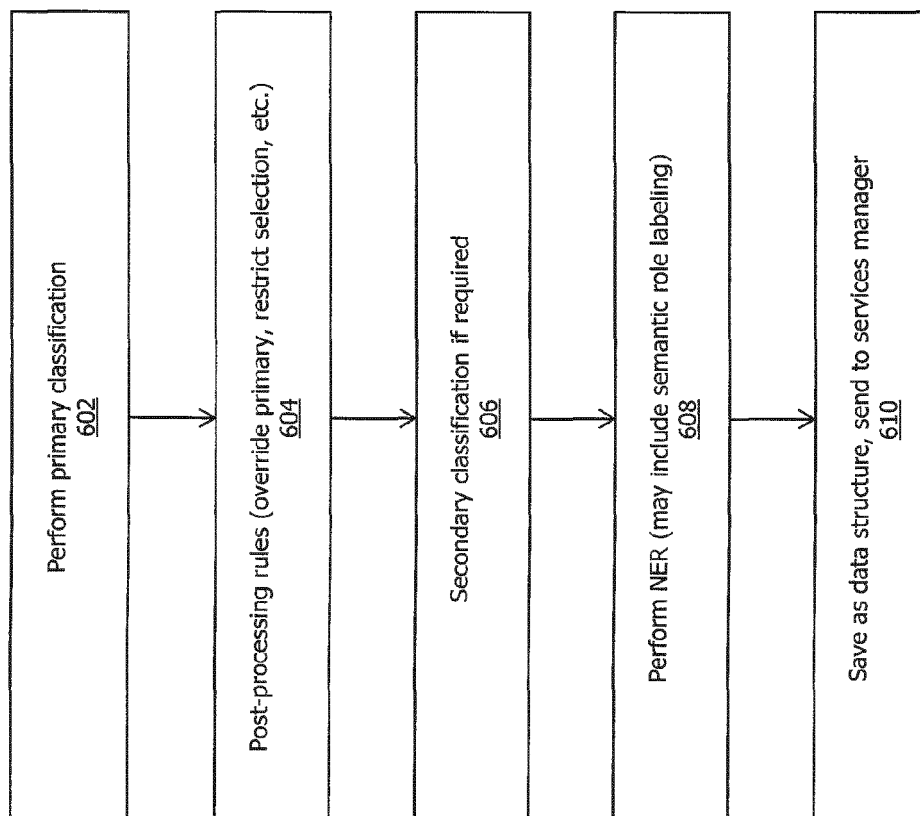 Perform primary classification
602
Post-processing rules (override primary, restrict selection, etc.)
604
Secondary classification if required
606
Perform NER (may include semantic role labeling)
608
Save as data structure, send to services manager
610